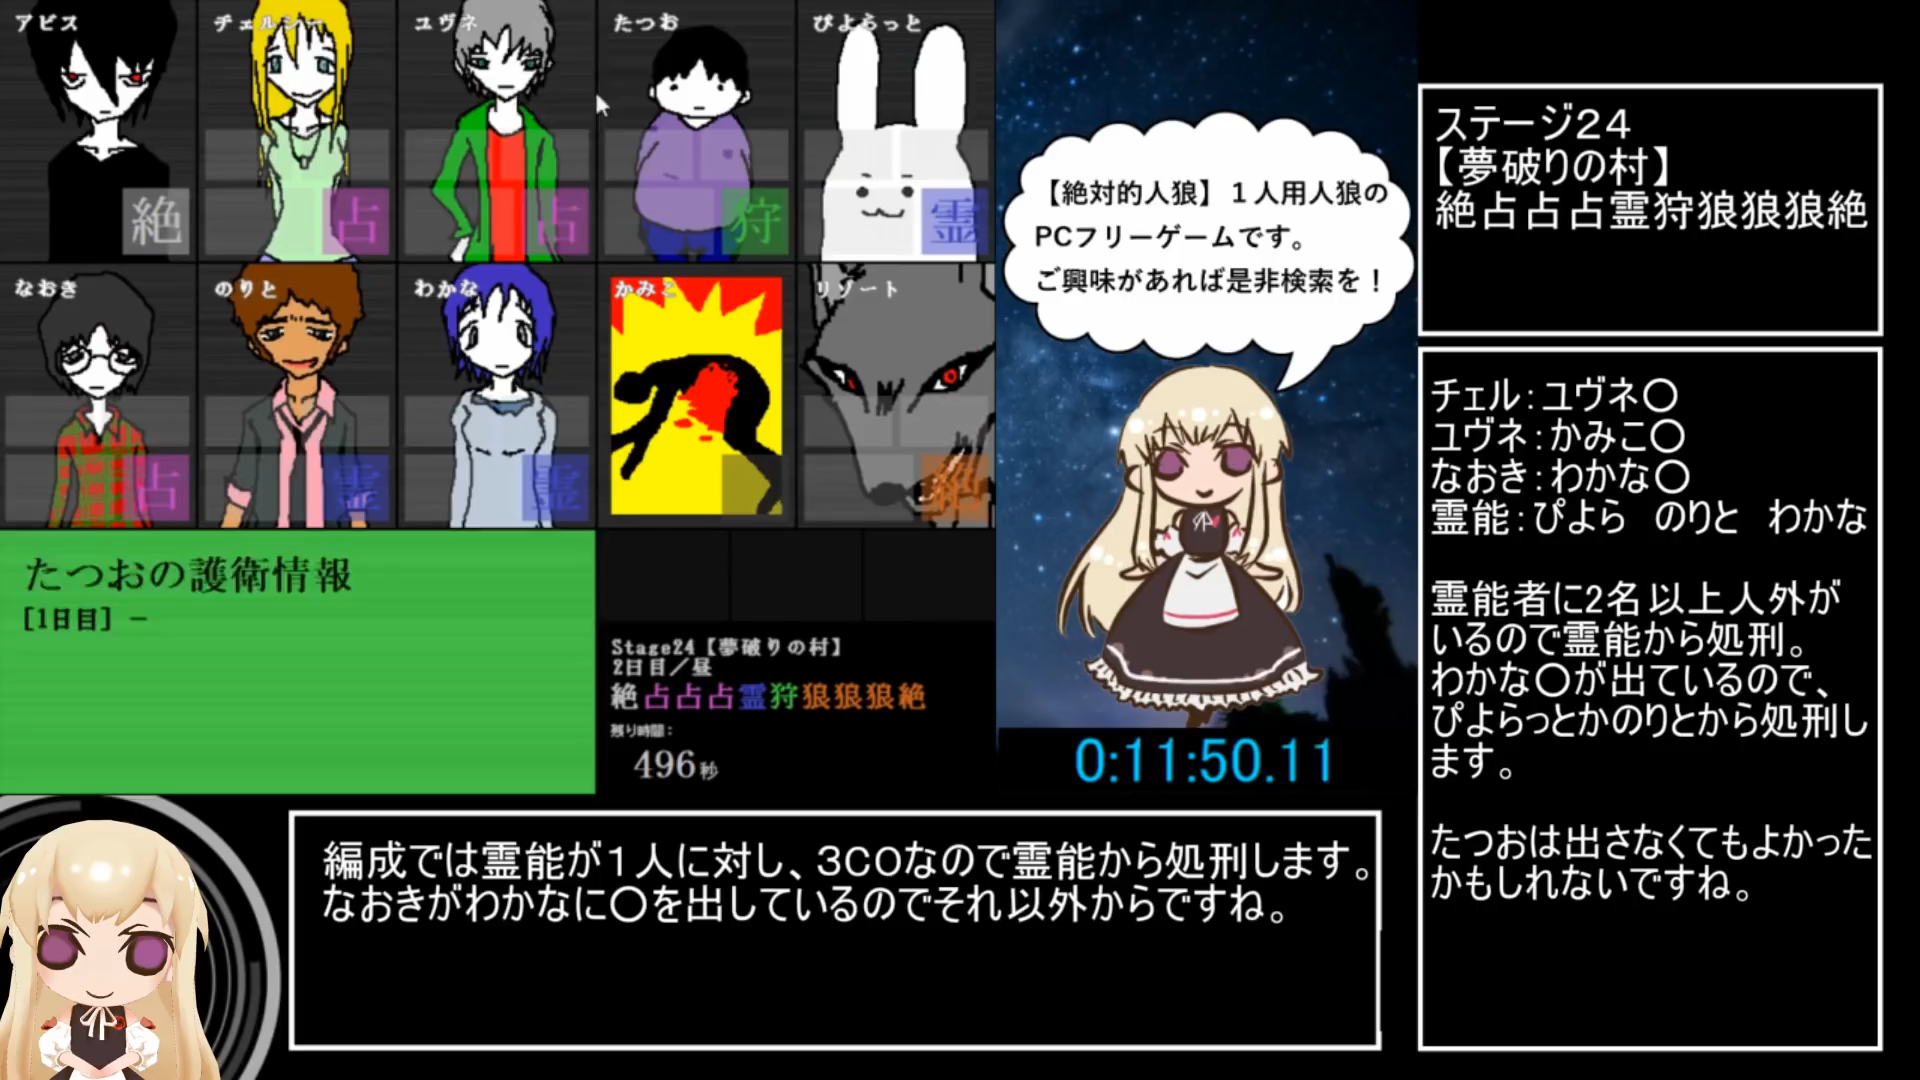 アビス
チェルシー
ユヴネ
たつお
ぴよらっと
絶
占
占
狩
霊
なおき
のりと
わかな
かみこ
リゾート
占
霊
霊
絶
たつおの護衛情報
[1日目] －
Stage24【夢破りの村】
2日目／昼
絶占占占霊狩狼狼狼絶
残り時間：
496秒
【絶対的人狼】１人用人狼の
PCフリーゲームです。
ご興味があれば是非検索を！
0:11:50.11
ステージ２４
【夢破りの村】
絶占占占霊狩狼狼狼絶
チェル：ユヴネ〇
ユヴネ：かみこ〇
なおき：わかな〇
霊能：ぴよら　のりと　わかな
霊能者に2名以上人外が
いるので霊能から処刑。
わかな〇が出ているので、
ぴよらっとかのりとから処刑し
ます。
たつおは出さなくてもよかった
かもしれないですね。
編成では霊能が１人に対し、３ＣＯなので霊能から処刑します。
なおきがわかなに〇を出しているのでそれ以外からですね。